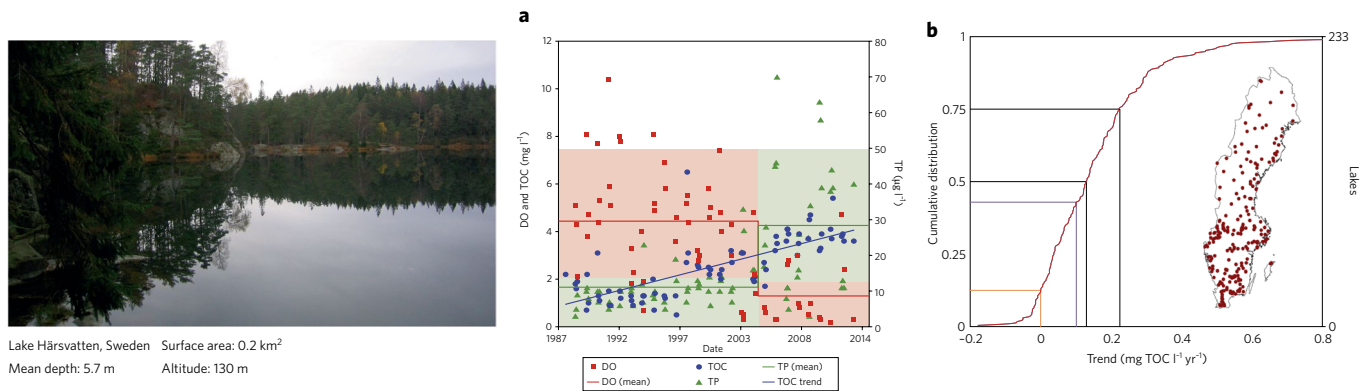 Lake Härsvatten, Sweden Surface area: 0.2 km²
Mean depth: 5.7 m Altitude: 130 m
a
DO and TOC (mg l⁻¹)
12
10
8
6
4
2
0
TP (µg l⁻¹)
80
70
60
50
40
30
20
10
0
1987 1992 1997 2003 2008 2014
Date
DO TOC TP (mean)
DO (mean) TP TOC trend
b
Cumulative distribution
1
0.75
0.5
0.25
0
233
Lakes
0
−0.2 0 0.2 0.4 0.6 0.8
Trend (mg TOC l⁻¹ yr⁻¹)